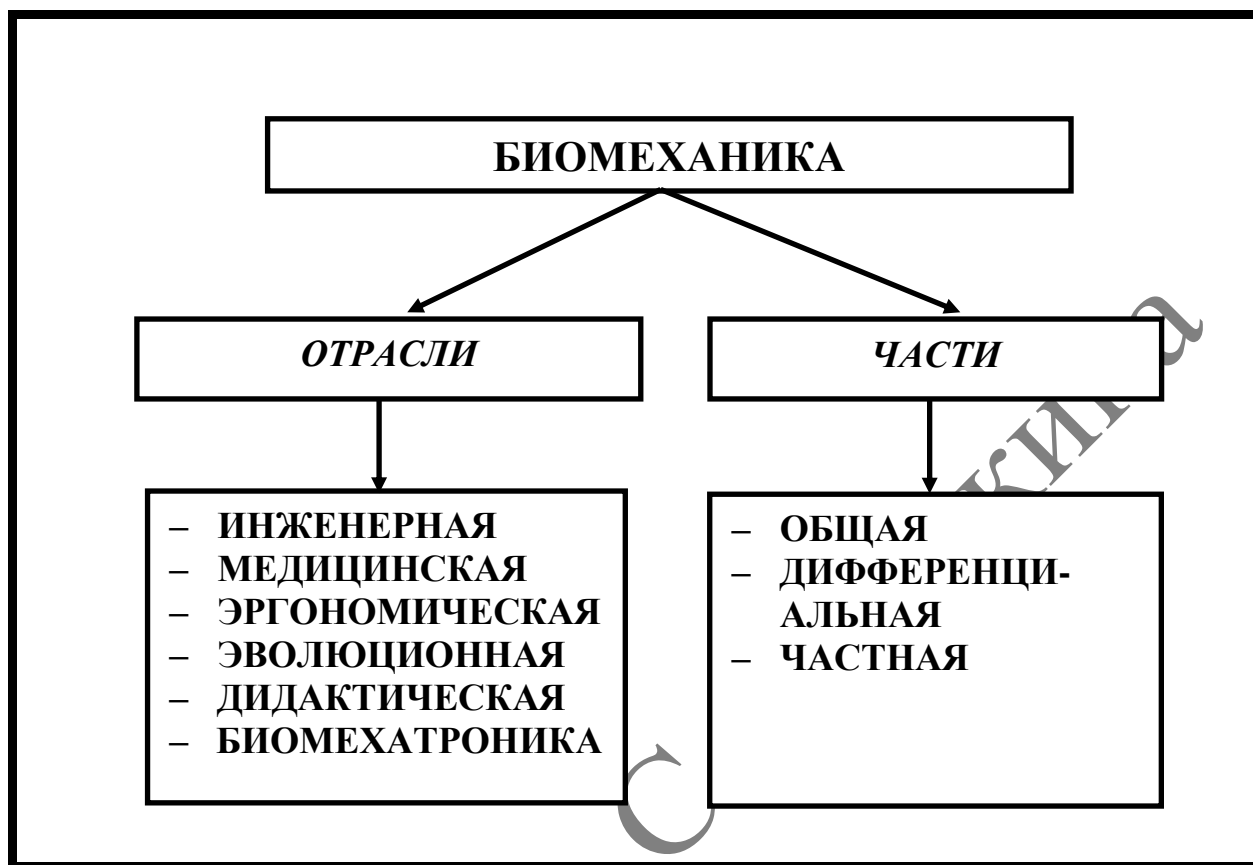 БИОМЕХАНИКА
ОТРАСЛИ
ЧАСТИ
– ИНЖЕНЕРНАЯ
– МЕДИЦИНСКАЯ
– ЭРГОНОМИЧЕСКАЯ
– ЭВОЛЮЦИОННАЯ
– ДИДАКТИЧЕСКАЯ
– БИОМЕХАТРОНИКА
– ОБЩАЯ
– ДИФФЕРЕНЦИ-
АЛЬНАЯ
– ЧАСТНАЯ